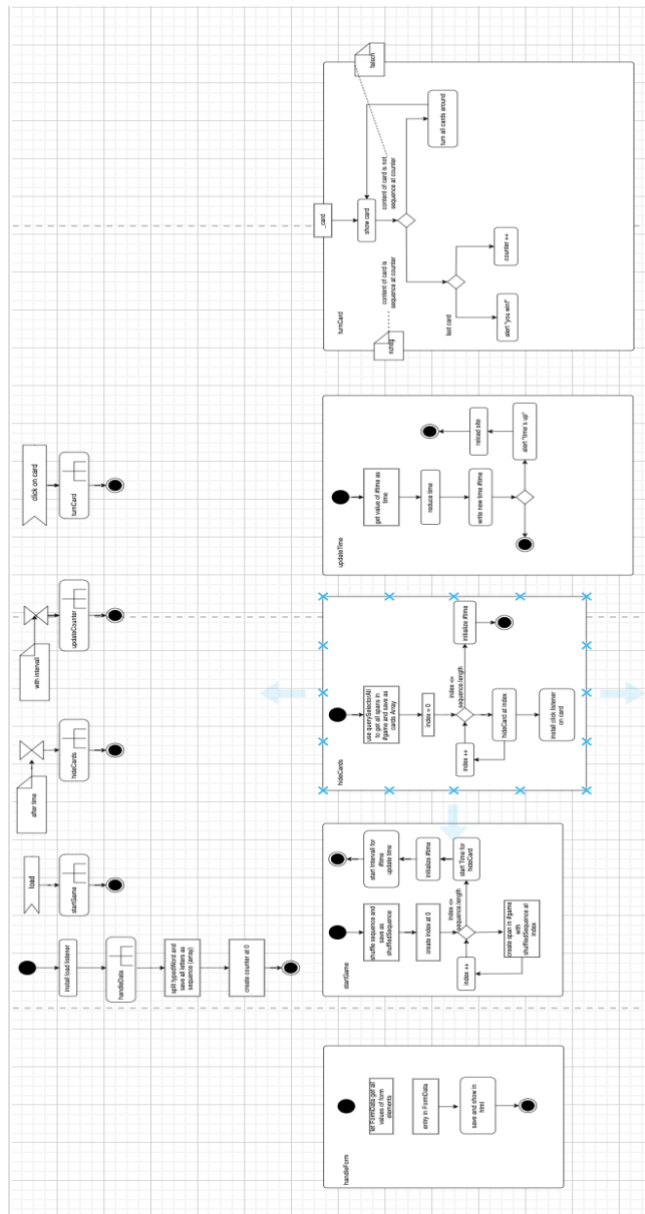 install load listener
handleData
split typedWord and
save all letters as
sequence (array)
create counter at 0
load
startGame
after time
hideCards
with interval
updateCounter
click on card
turnCard
handleForm
let FormData get all
values of form
elements
entry in FormData
save and show in
html
startGame
shuffle sequence and
save as
shuffledSequence
create index at 0
index <=
sequence.length
index ++
create span in #game
with
shuffledSequence at
index
start Time for
hideCard
initialize #time
start Intervall for
#time
update time
hideCards
use querySelectorAll
to get all spans in
#game and save as
cards Array
index = 0
index <=
sequence.length
index ++
hideCard at index
install click listener
on card
initialize #time
updateTime
get value of #time as
time
reduce time
write new time #time
alert "time's up"
reload site
turnCard
_card
show card
richtig
content of card is
sequence at counter
falsch
content of card is not
sequence at counter
turn all cards around
last card
alert "you win!"
counter ++